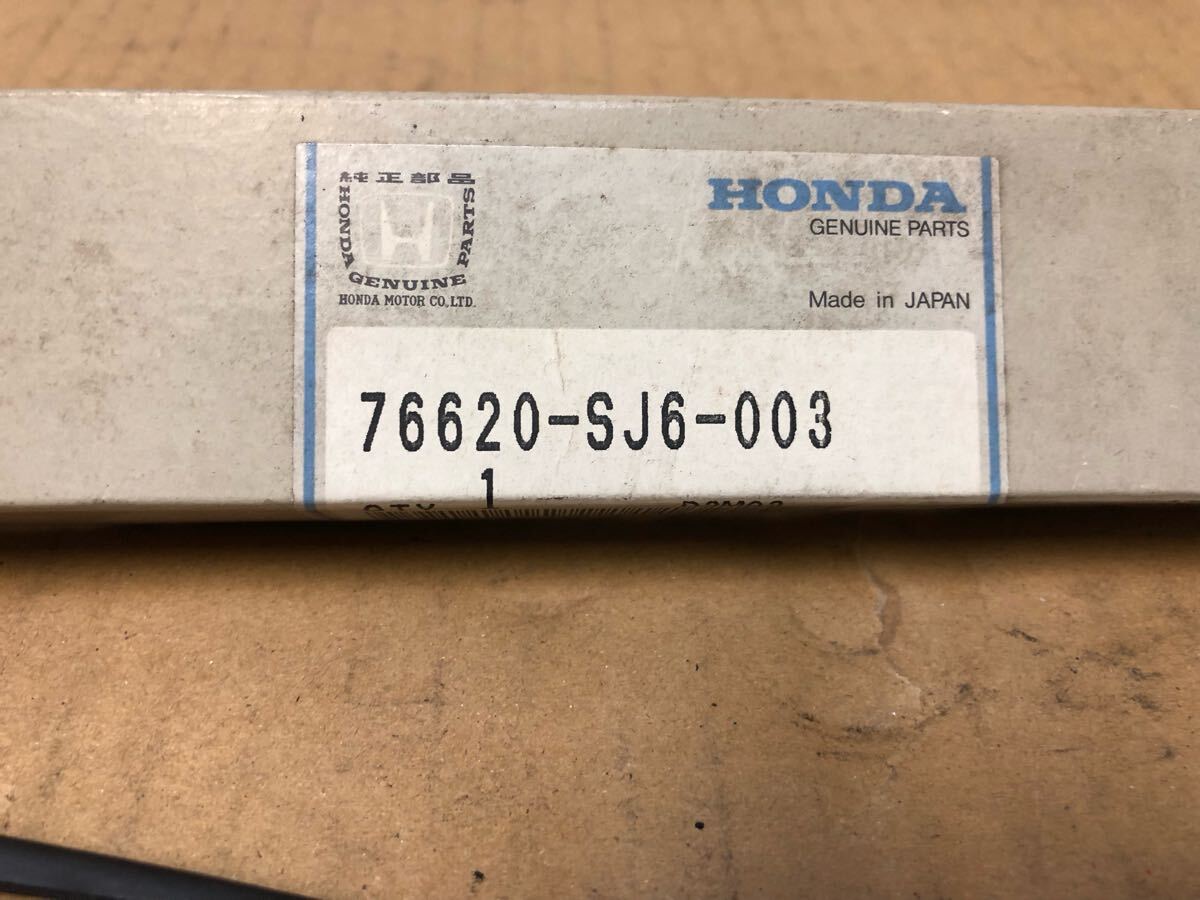 純正部品
HONDA
GENUINE
PARTS
HONDA MOTOR CO.,LTD.
HONDA
GENUINE PARTS
Made in JAPAN
76620-SJ6-003
1